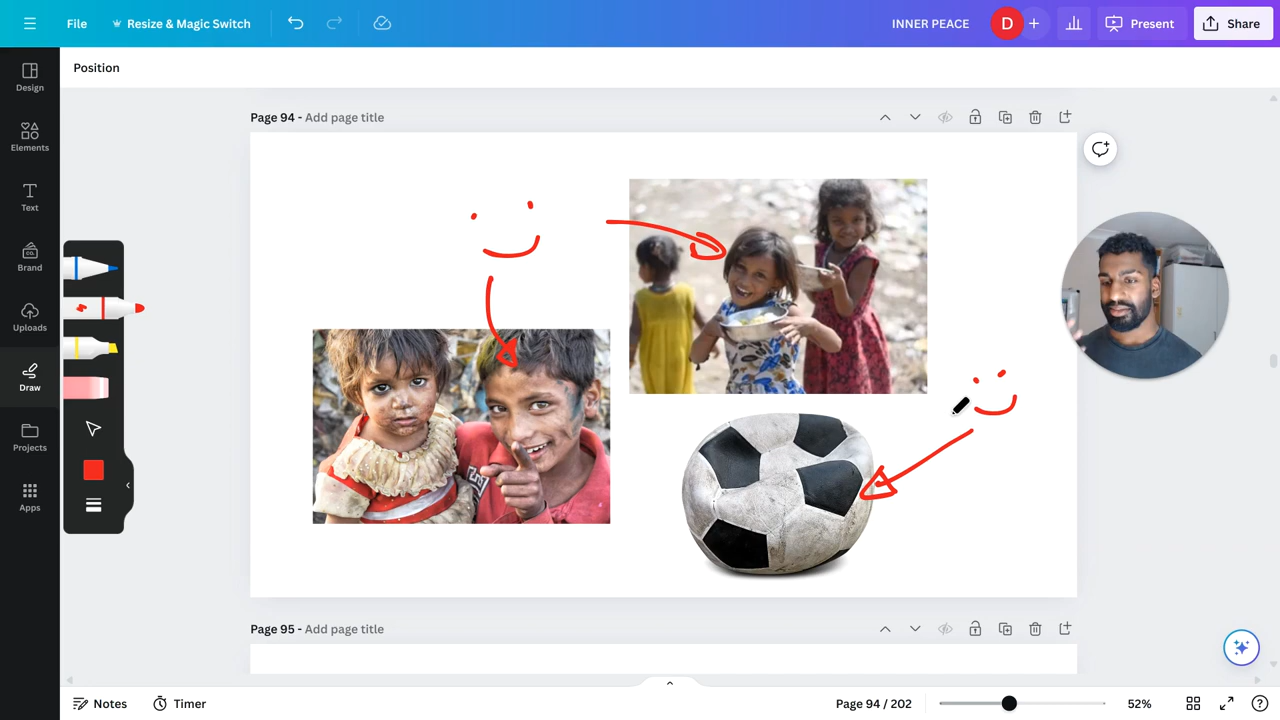 File
Resize & Magic Switch
INNER PEACE
D
Present
Share
Position
Design
Elements
Text
Brand
Uploads
Draw
Projects
Apps
Page 94 - Add page title
Page 95 - Add page title
Notes
Timer
Page 94 / 202
52%